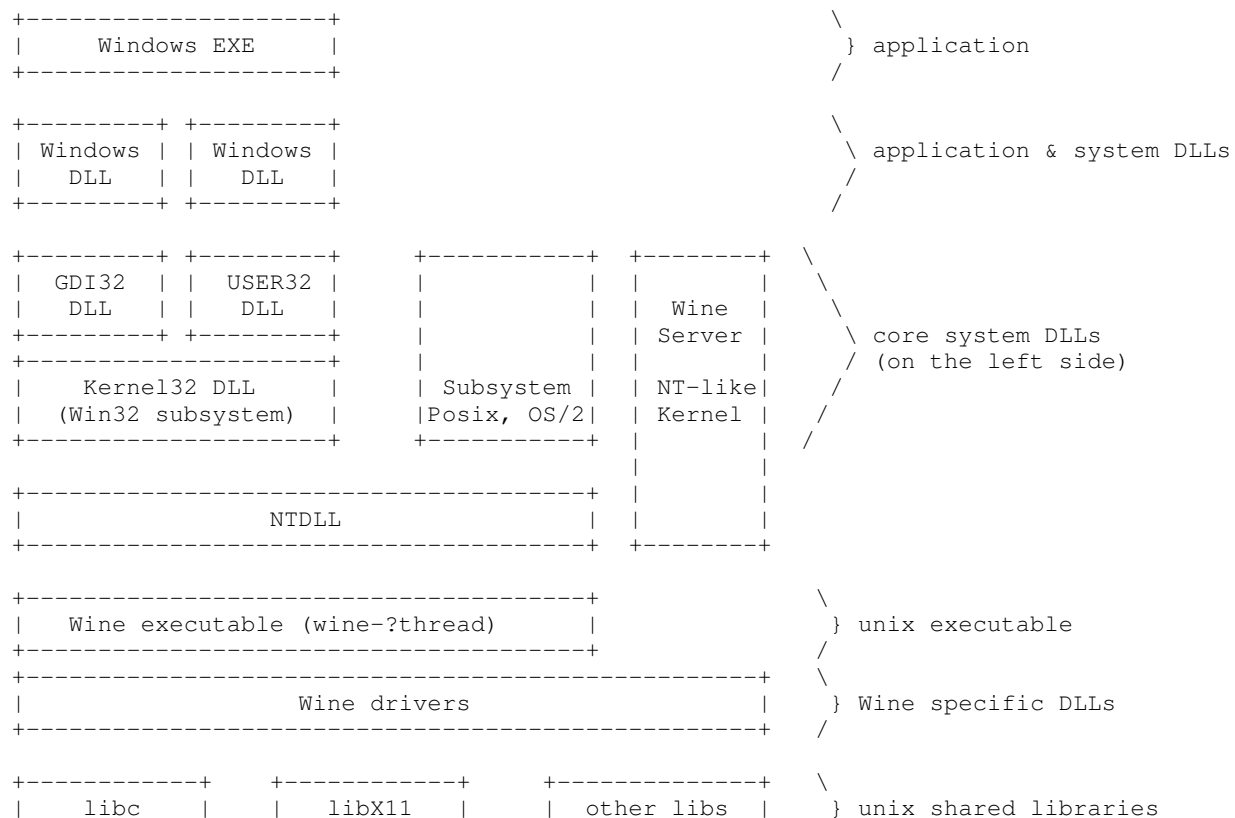 Windows EXE } application
Windows Windows \ application & system DLLs
DLL DLL
GDI32 USER32
DLL DLL Wine
Server core system DLLs
(on the left side)
Kernel32 DLL Subsystem NT-like
(Win32 subsystem) Posix, OS/2 Kernel
NTDLL
Wine executable (wine-?thread) } unix executable
Wine drivers } Wine specific DLLs
libc libX11 other libs } unix shared libraries